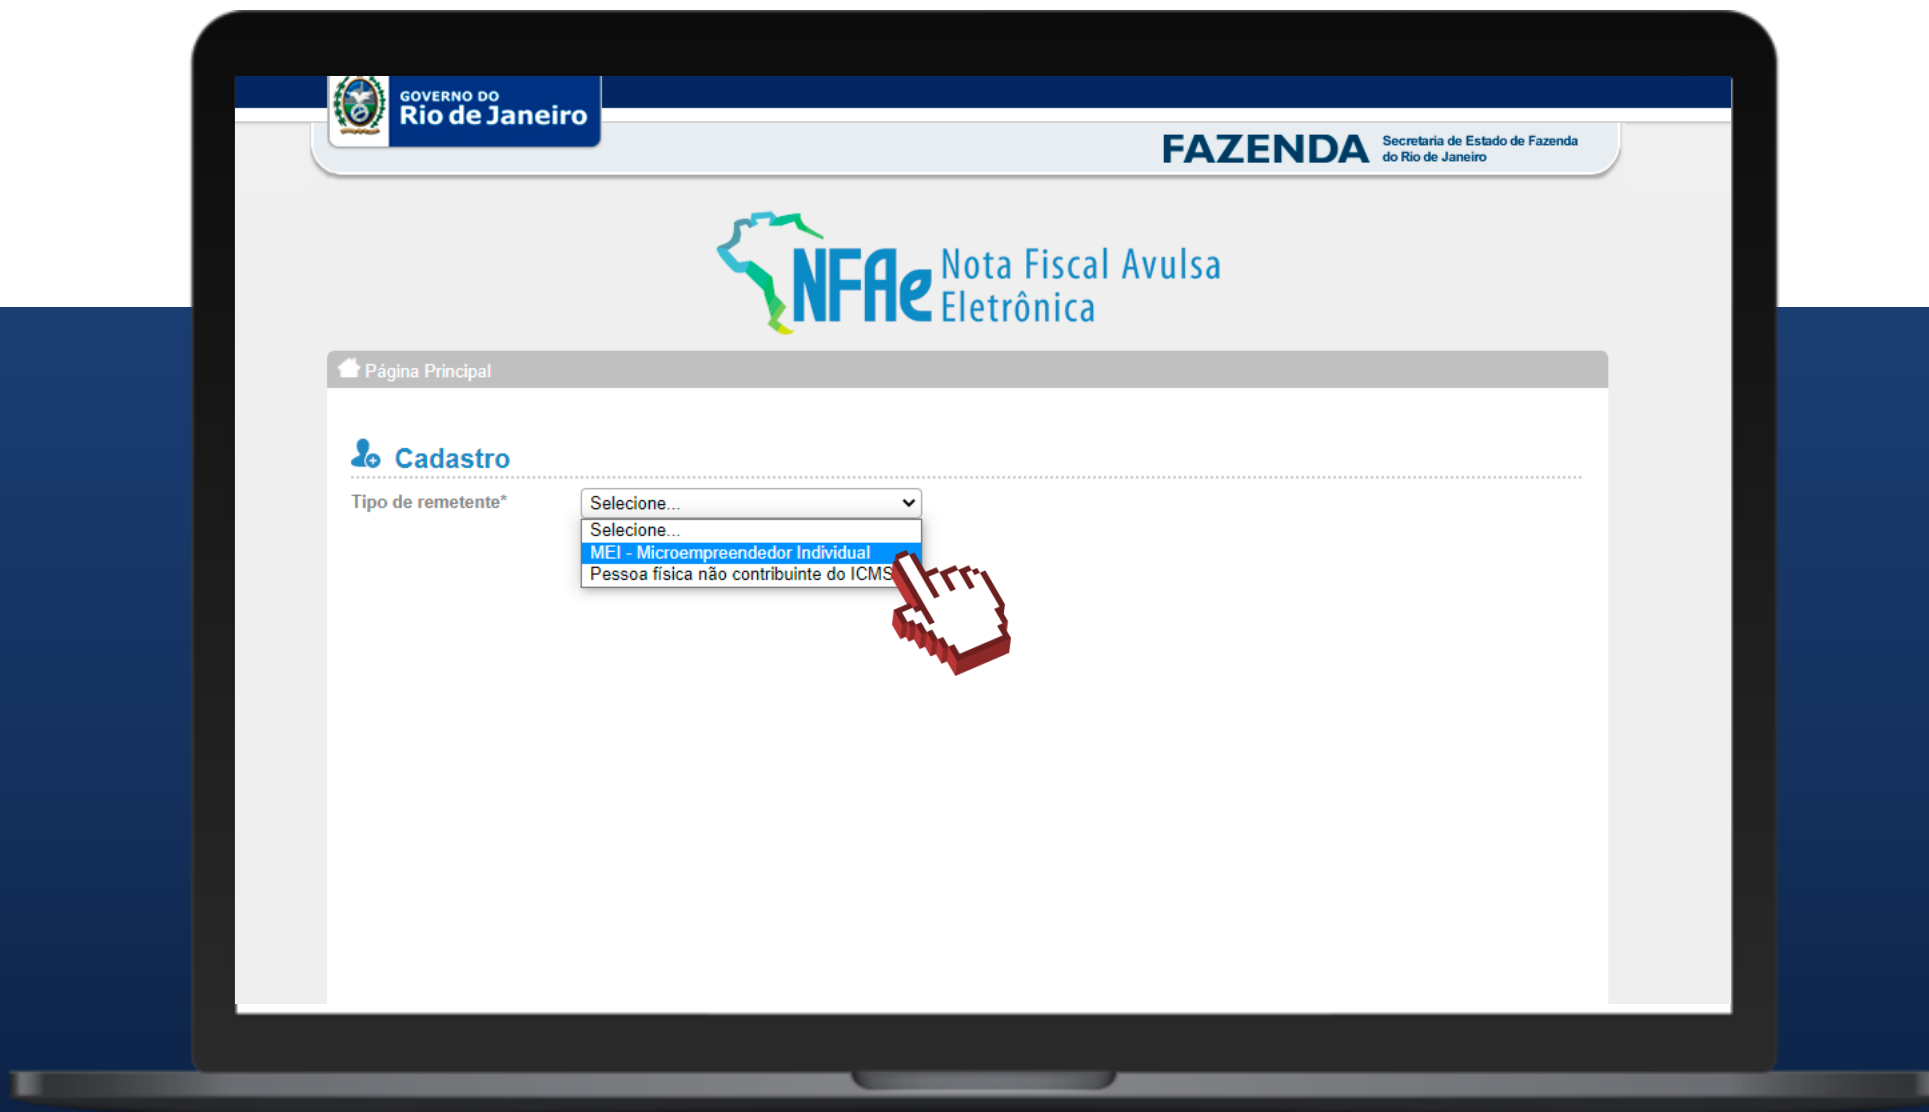 GOVERNO DO
Rio de Janeiro
FAZENDA
Secretaria de Estado de Fazenda
do Rio de Janeiro
NFAe
Nota Fiscal Avulsa
Eletrônica
Página Principal
Cadastro
Tipo de remetente*
Selecione...
Selecione...
MEI - Microempreendedor Individual
Pessoa física não contribuinte do ICMS